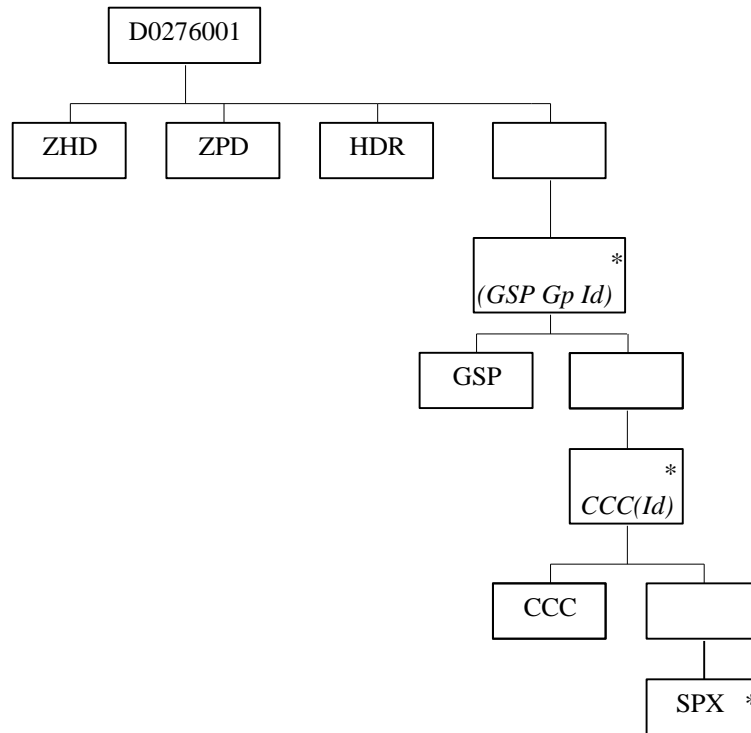 D0276001
ZHD ZPD HDR
*
(GSP Gp Id)
GSP
*
CCC(Id)
CCC
SPX *